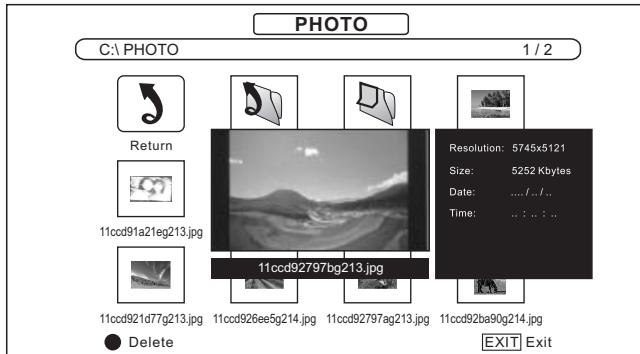 PHOTO
C:\ PHOTO 1 / 2
Return
Resolution: 5745x5121
Size: 5252 Kbytes
Date: .... / .. / ..
Time: .. : .. : ..
11ccd91a21eg213.jpg
11ccd92797bg213.jpg
11ccd921d77g213.jpg 11ccd926ee5g214.jpg 11ccd92797ag213.jpg 11ccd92ba90g214.jpg
Delete EXIT Exit